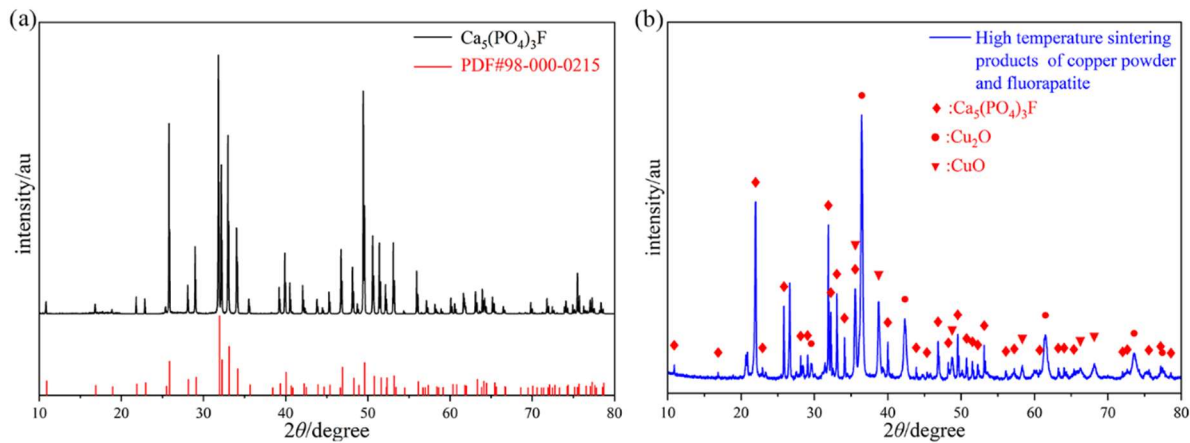 (a)
intensity/au
Ca₅(PO₄)₃F
PDF#98-000-0215
10 20 30 40 50 60 70 80
2θ/degree
(b)
intensity/au
High temperature sintering
products of copper powder
and fluorapatite
:Ca₅(PO₄)₃F
:Cu₂O
:CuO
10 20 30 40 50 60 70 80
2θ/degree